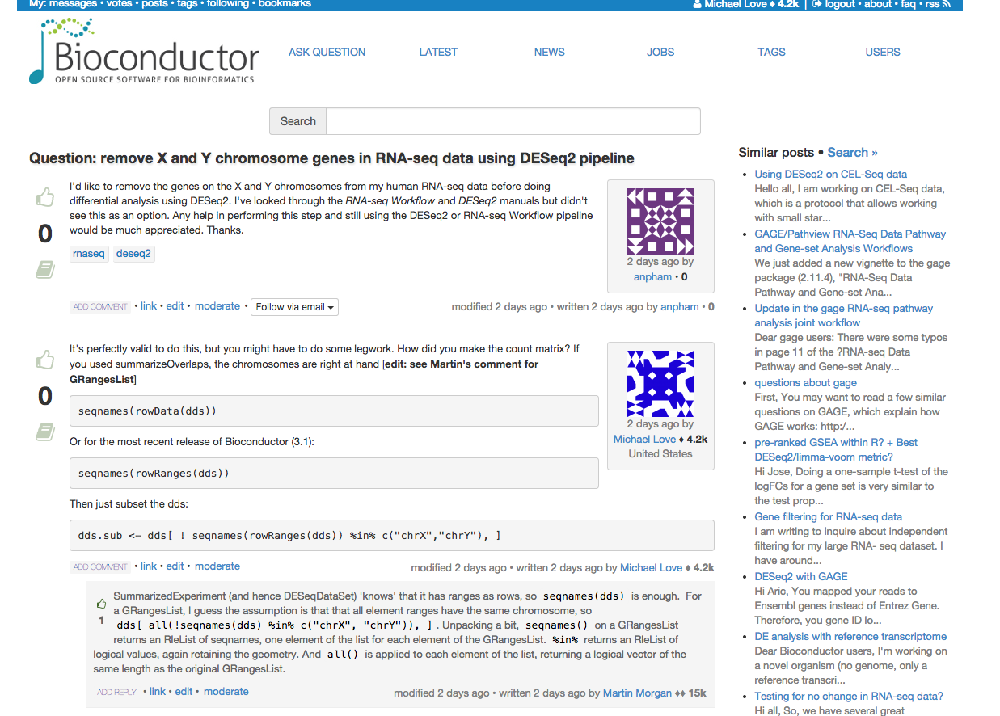 My: messages • votes • posts • tags • following • bookmarks
Michael Love ♦ 4.2k | logout • about • faq • rss
Bioconductor
OPEN SOURCE SOFTWARE FOR BIOINFORMATICS
ASK QUESTION LATEST NEWS JOBS TAGS USERS
Search
Question: remove X and Y chromosome genes in RNA-seq data using DESeq2 pipeline
I'd like to remove the genes on the X and Y chromosomes from my human RNA-seq data before doing
differential analysis using DESeq2. I've looked through the RNA-seq Workflow and DESeq2 manuals but didn't
see this as an option. Any help in performing this step and still using the DESeq2 or RNA-seq Workflow pipeline
would be much appreciated. Thanks.
0
rnaseq deseq2
2 days ago by
anpham • 0
ADD COMMENT • link • edit • moderate • Follow via email
modified 2 days ago • written 2 days ago by anpham • 0
It's perfectly valid to do this, but you might have to do some legwork. How did you make the count matrix? If
you used summarizeOverlaps, the chromosomes are right at hand [edit: see Martin's comment for
GRangesList]
0
seqnames(rowData(dds))
Or for the most recent release of Bioconductor (3.1):
seqnames(rowRanges(dds))
Then just subset the dds:
dds.sub <- dds[ ! seqnames(rowRanges(dds)) %in% c("chrX","chrY"), ]
2 days ago by
Michael Love ♦ 4.2k
United States
ADD COMMENT • link • edit • moderate
modified 2 days ago • written 2 days ago by Michael Love ♦ 4.2k
SummarizedExperiment (and hence DESeqDataSet) 'knows' that it has ranges as rows, so seqnames(dds) is enough. For
a GRangesList, I guess the assumption is that that all element ranges have the same chromosome, so
1
dds[ all(!seqnames(dds) %in% c("chrX", "chrY")), ] . Unpacking a bit, seqnames() on a GRangesList
returns an RleList of seqnames, one element of the list for each element of the GRangesList. %in% returns an RleList of
logical values, again retaining the geometry. And all() is applied to each element of the list, returning a logical vector of the
same length as the original GRangesList.
ADD REPLY • link • edit • moderate
modified 2 days ago • written 2 days ago by Martin Morgan ♦♦ 15k
Similar posts • Search »
• Using DESeq2 on CEL-Seq data
Hello all, I am working on CEL-Seq data,
which is a protocol that allows working
with small star...
• GAGE/Pathview RNA-Seq Data Pathway
and Gene-set Analysis Workflows
We just added a new vignette to the gage
package (2.11.4), "RNA-Seq Data
Pathway and Gene-set Ana...
• Update in the gage RNA-seq pathway
analysis joint workflow
Dear gage users: There were some typos
in page 11 of the ?RNA-seq Data
Pathway and Gene-set Analy...
• questions about gage
First, You may want to read a few similar
questions on GAGE, which explain how
GAGE works: http:/...
• pre-ranked GSEA within R? + Best
DESeq2/limma-voom metric?
Hi Jose, Doing a one-sample t-test of the
logFCs for a gene set is very similar to
the test prop...
• Gene filtering for RNA-seq data
I am writing to inquire about independent
filtering for my large RNA- seq dataset. I
have around...
• DESeq2 with GAGE
Hi Aric, You mapped your reads to
Ensembl genes instead of Entrez Gene.
Therefore, you gene ID lo...
• DE analysis with reference transcriptome
Dear Bioconductor users, I'm working on
a novel organism (no genome, only a
reference transcri...
• Testing for no change in RNA-seq data?
Hi all, So, we have several great